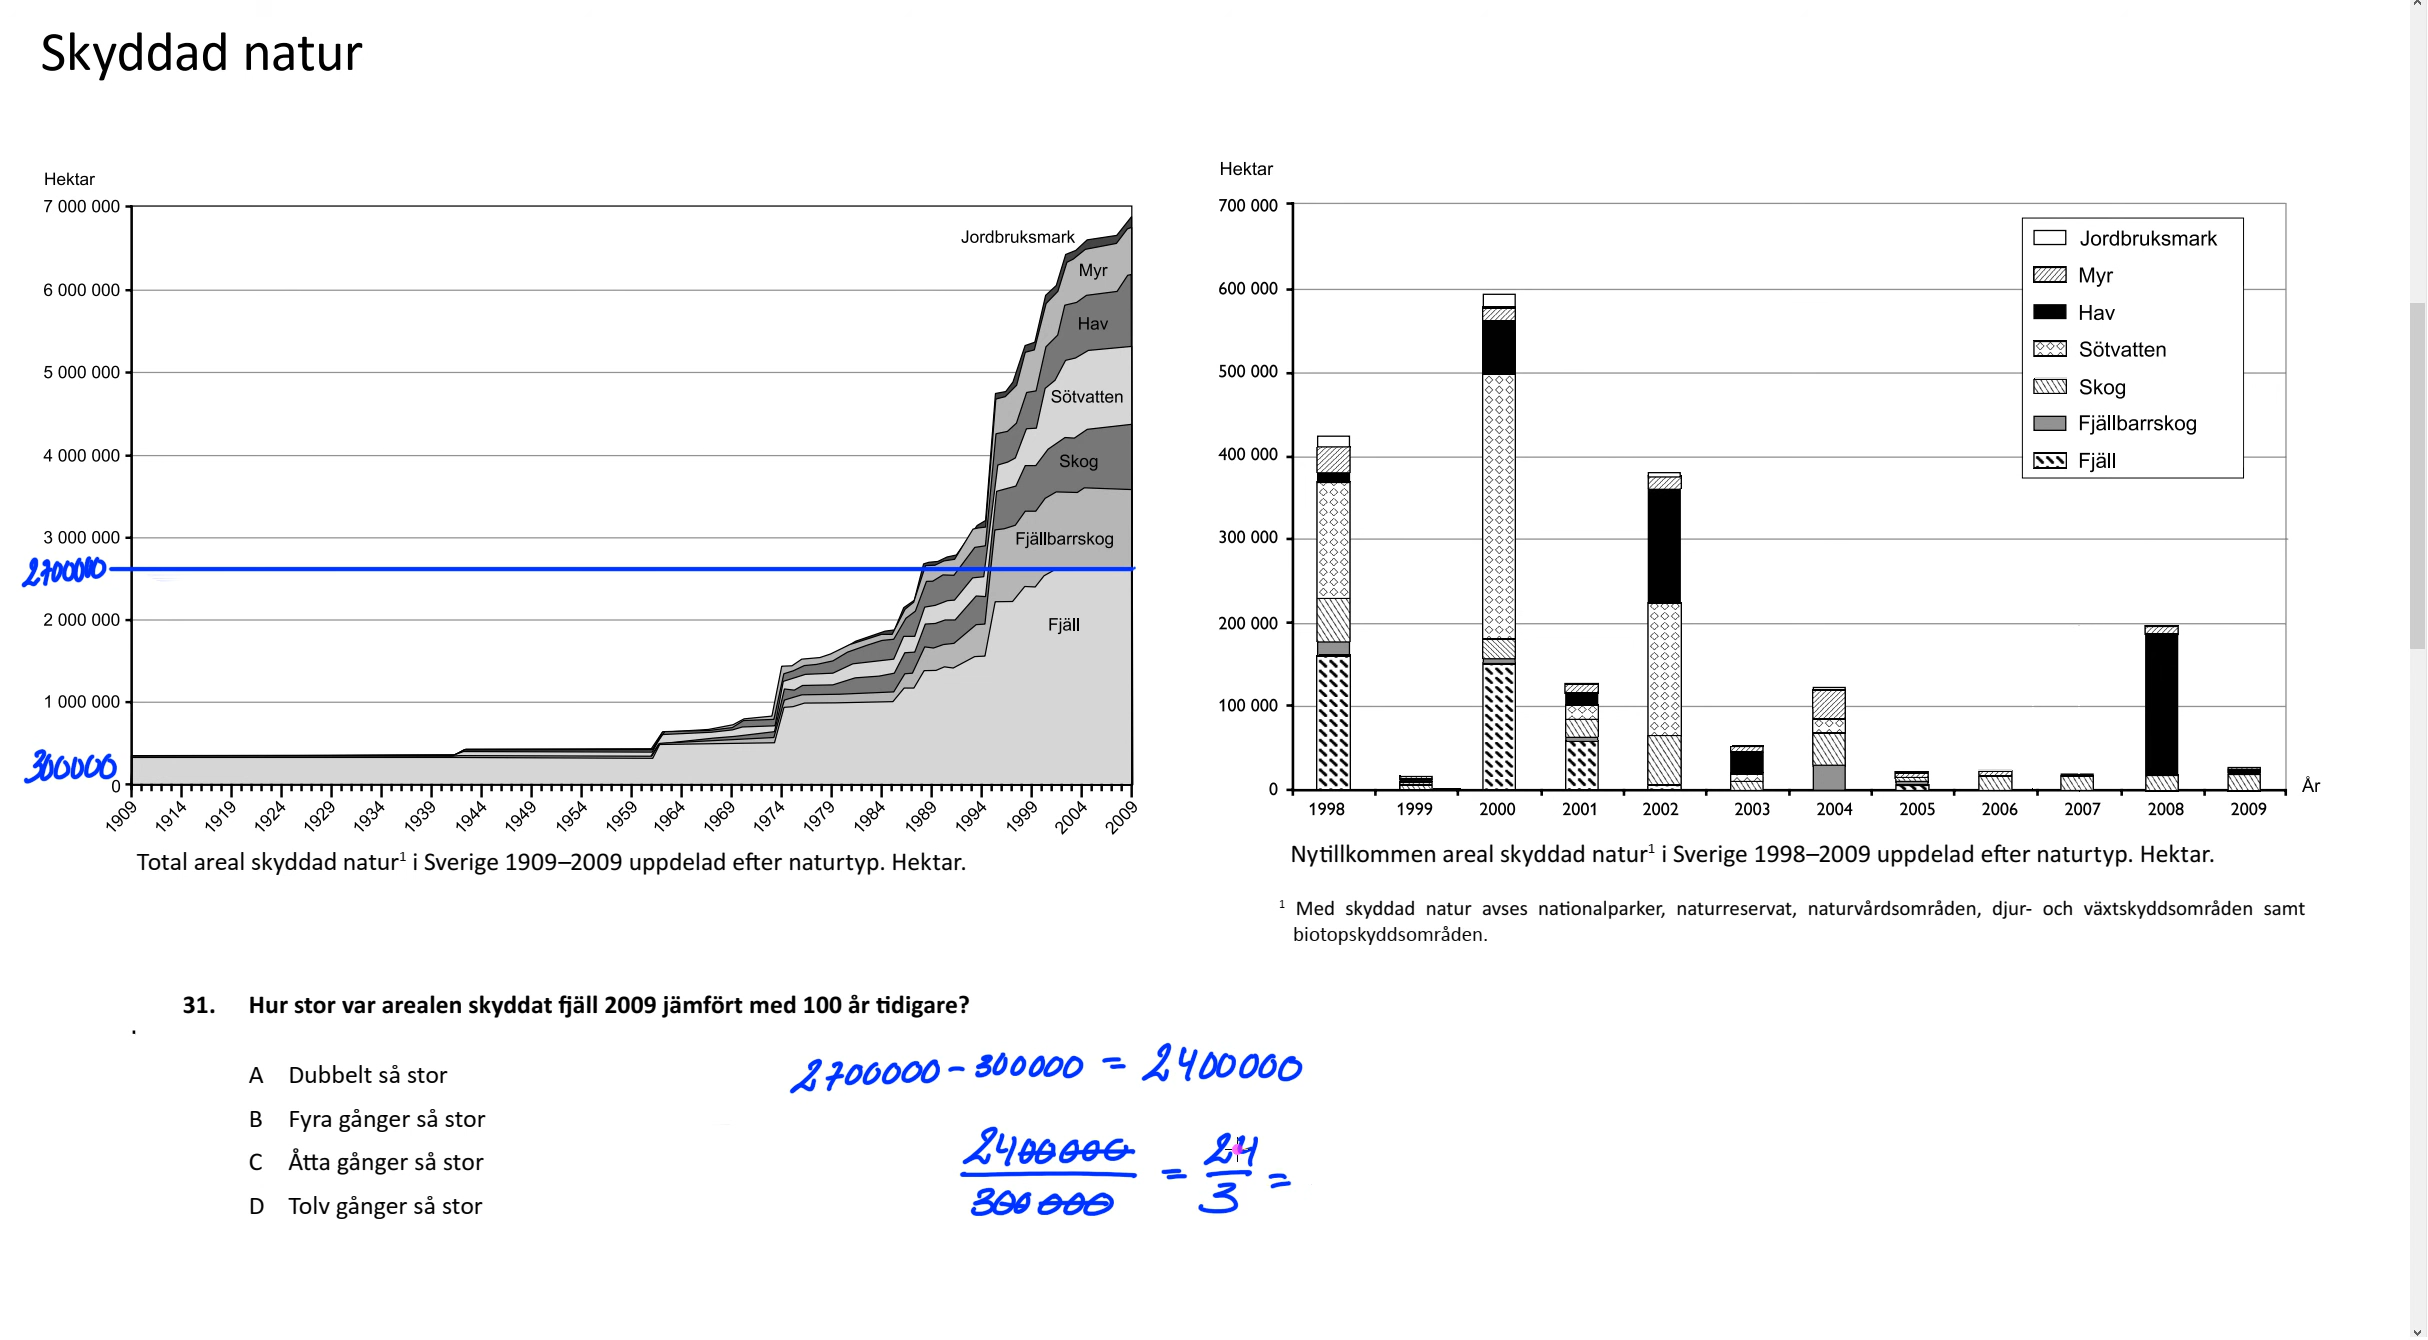 Skyddad natur
Hektar
7 000 000
6 000 000
5 000 000
4 000 000
3 000 000
2700000
2 000 000
1 000 000
300000
0
Jordbruksmark
Myr
Hav
Sötvatten
Skog
Fjällbarrskog
Fjäll
1909 1914 1919 1924 1929 1934 1939 1944 1949 1954 1959 1964 1969 1974 1979 1984 1989 1994 1999 2004 2009
Total areal skyddad natur¹ i Sverige 1909–2009 uppdelad efter naturtyp. Hektar.
Hektar
700 000
600 000
500 000
400 000
300 000
200 000
100 000
0
Jordbruksmark
Myr
Hav
Sötvatten
Skog
Fjällbarrskog
Fjäll
1998 1999 2000 2001 2002 2003 2004 2005 2006 2007 2008 2009
År
Nytillkommen areal skyddad natur¹ i Sverige 1998–2009 uppdelad efter naturtyp. Hektar.
¹ Med skyddad natur avses nationalparker, naturreservat, naturvårdsområden, djur- och växtskyddsområden samt
biotopskyddsområden.
31. Hur stor var arealen skyddat fjäll 2009 jämfört med 100 år tidigare?
A Dubbelt så stor
B Fyra gånger så stor
C Åtta gånger så stor
D Tolv gånger så stor
2700000 - 300000 = 2400000
2400000 / 300000 = 24 / 3 =